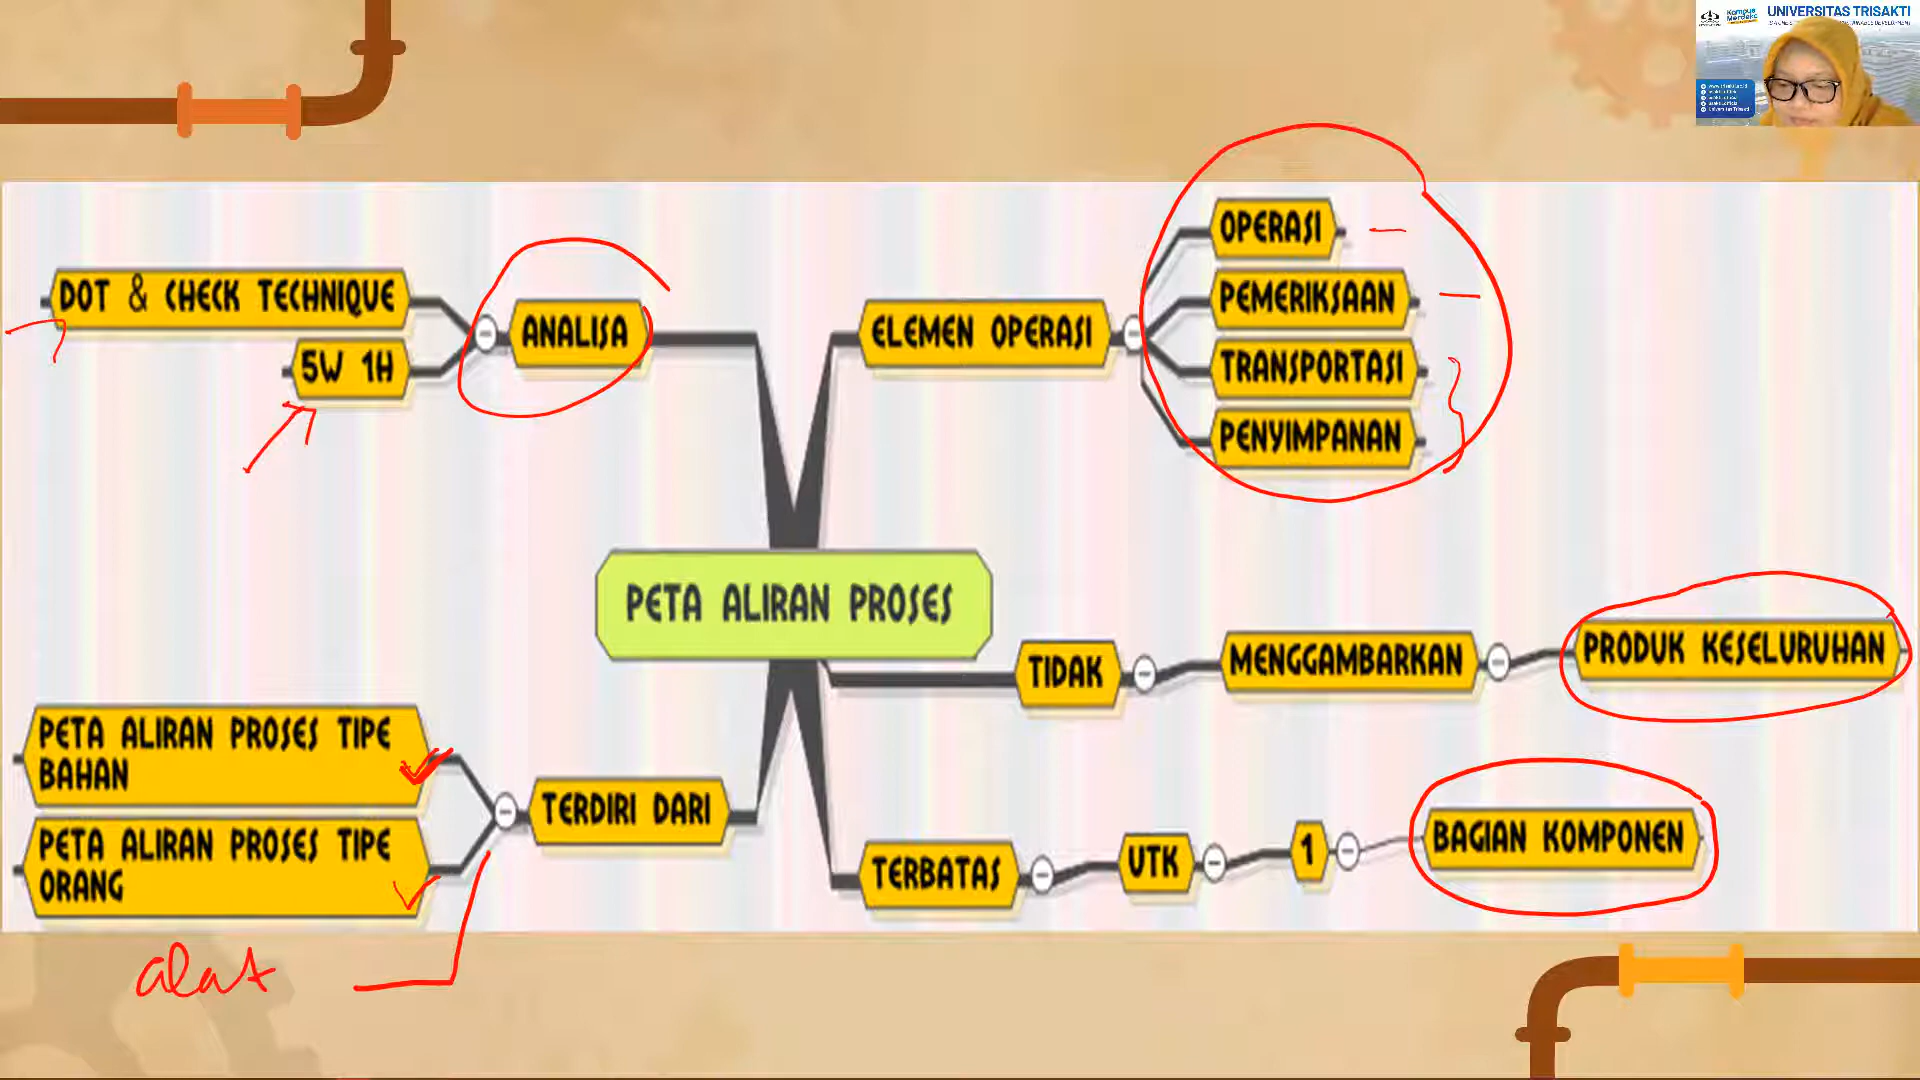 Kampus
Merdeka
UNIVERSITAS TRISAKTI
OPERASI
PEMERIKSAAN
TRANSPORTASI
PENYIMPANAN
ELEMEN OPERASI
DOT & CHECK TECHNIQUE
5W 1H
ANALISA
PETA ALIRAN PROSES
TIDAK
MENGGAMBARKAN
PRODUK KESELURUHAN
PETA ALIRAN PROSES TIPE
BAHAN
PETA ALIRAN PROSES TIPE
ORANG
TERDIRI DARI
TERBATAS
UTK
1
BAGIAN KOMPONEN
alat